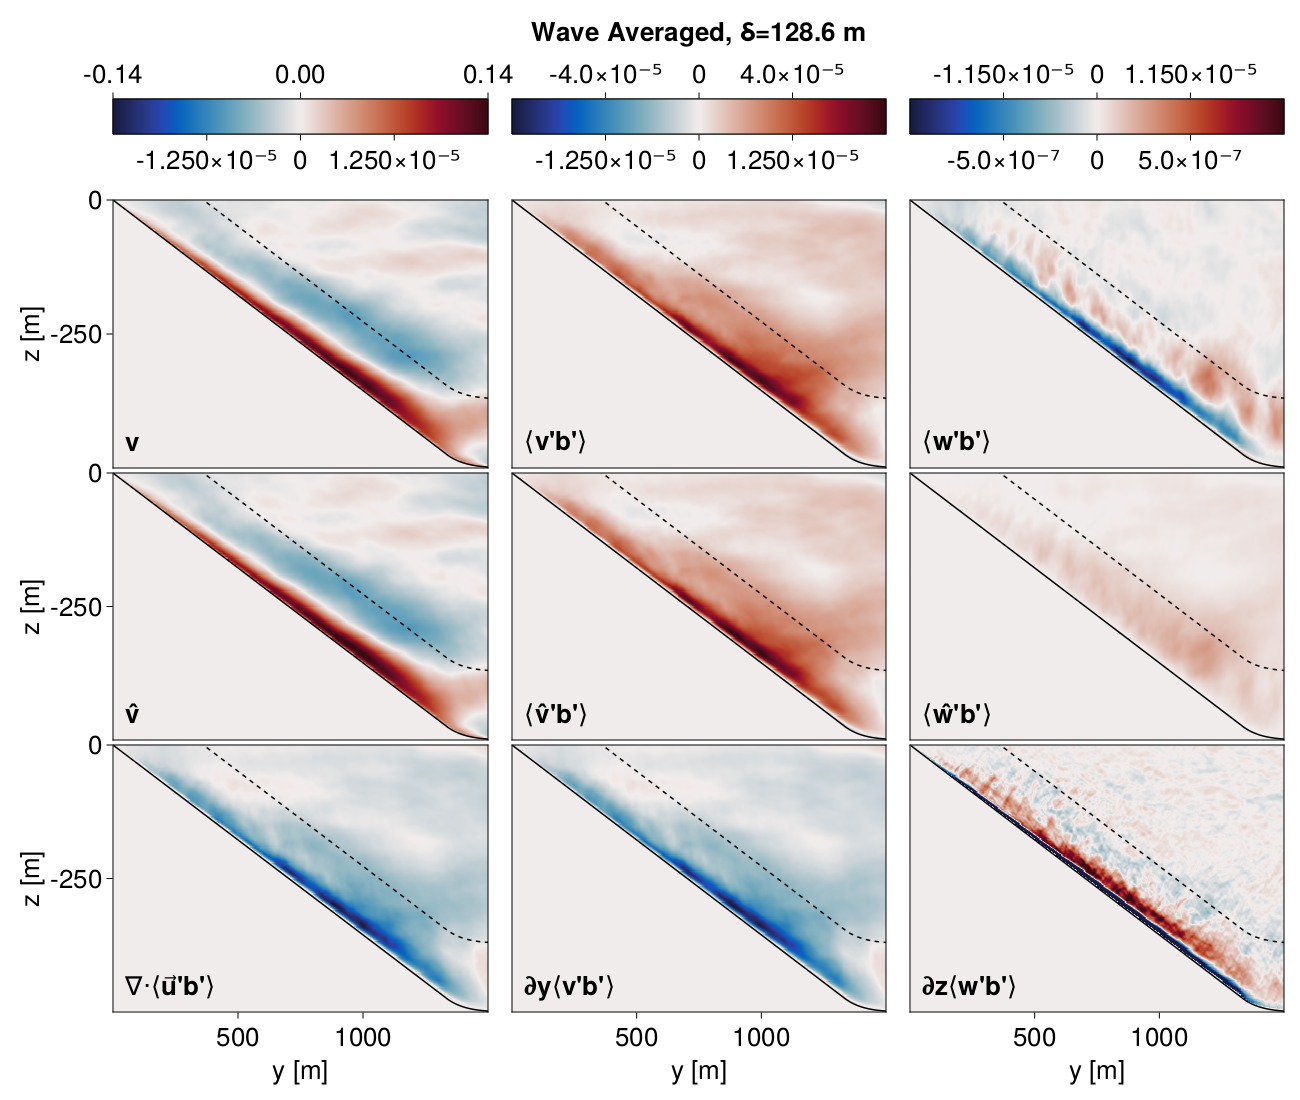 Wave Averaged, δ=128.6 m
-0.14 0.00 0.14 -4.0×10⁻⁵ 0 4.0×10⁻⁵ -1.150×10⁻⁵ 0 1.150×10⁻⁵
-1.250×10⁻⁵ 0 1.250×10⁻⁵ -1.250×10⁻⁵ 0 1.250×10⁻⁵ -5.0×10⁻⁷ 0 5.0×10⁻⁷
0
z [m]
-250
v ⟨v'b'⟩ ⟨w'b'⟩
0
z [m]
-250
v̂ ⟨v̂'b'⟩ ⟨ŵ'b'⟩
0
z [m]
-250
∇·⟨u⃗'b'⟩ ∂y⟨v'b'⟩ ∂z⟨w'b'⟩
500 1000 500 1000 500 1000
y [m] y [m] y [m]